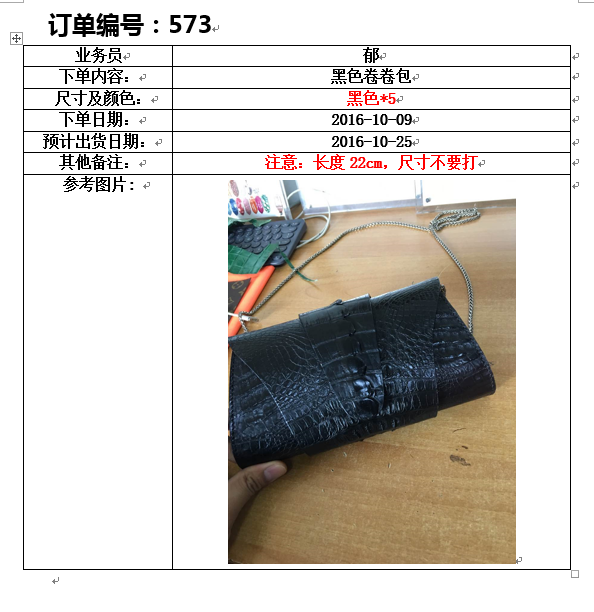 订单编号：573
业务员 郁
下单内容： 黑色卷卷包
尺寸及颜色： 黑色*5
下单日期： 2016-10-09
预计出货日期： 2016-10-25
其他备注： 注意：长度 22cm，尺寸不要打
参考图片：